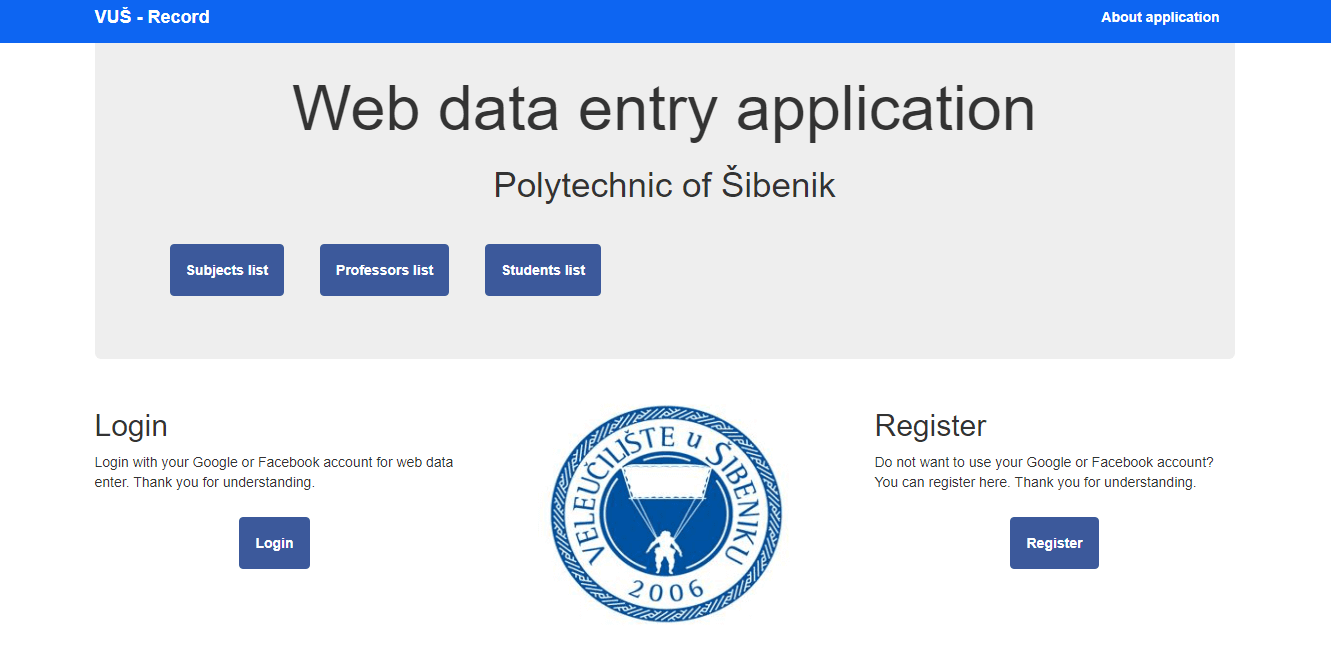 VUŠ - Record
About application
Web data entry application
Polytechnic of Šibenik
Subjects list
Professors list
Students list
Login
Login with your Google or Facebook account for web data
enter. Thank you for understanding.
Login
VELEUČILIŠTE u ŠIBENIKU
2006
Register
Do not want to use your Google or Facebook account?
You can register here. Thank you for understanding.
Register